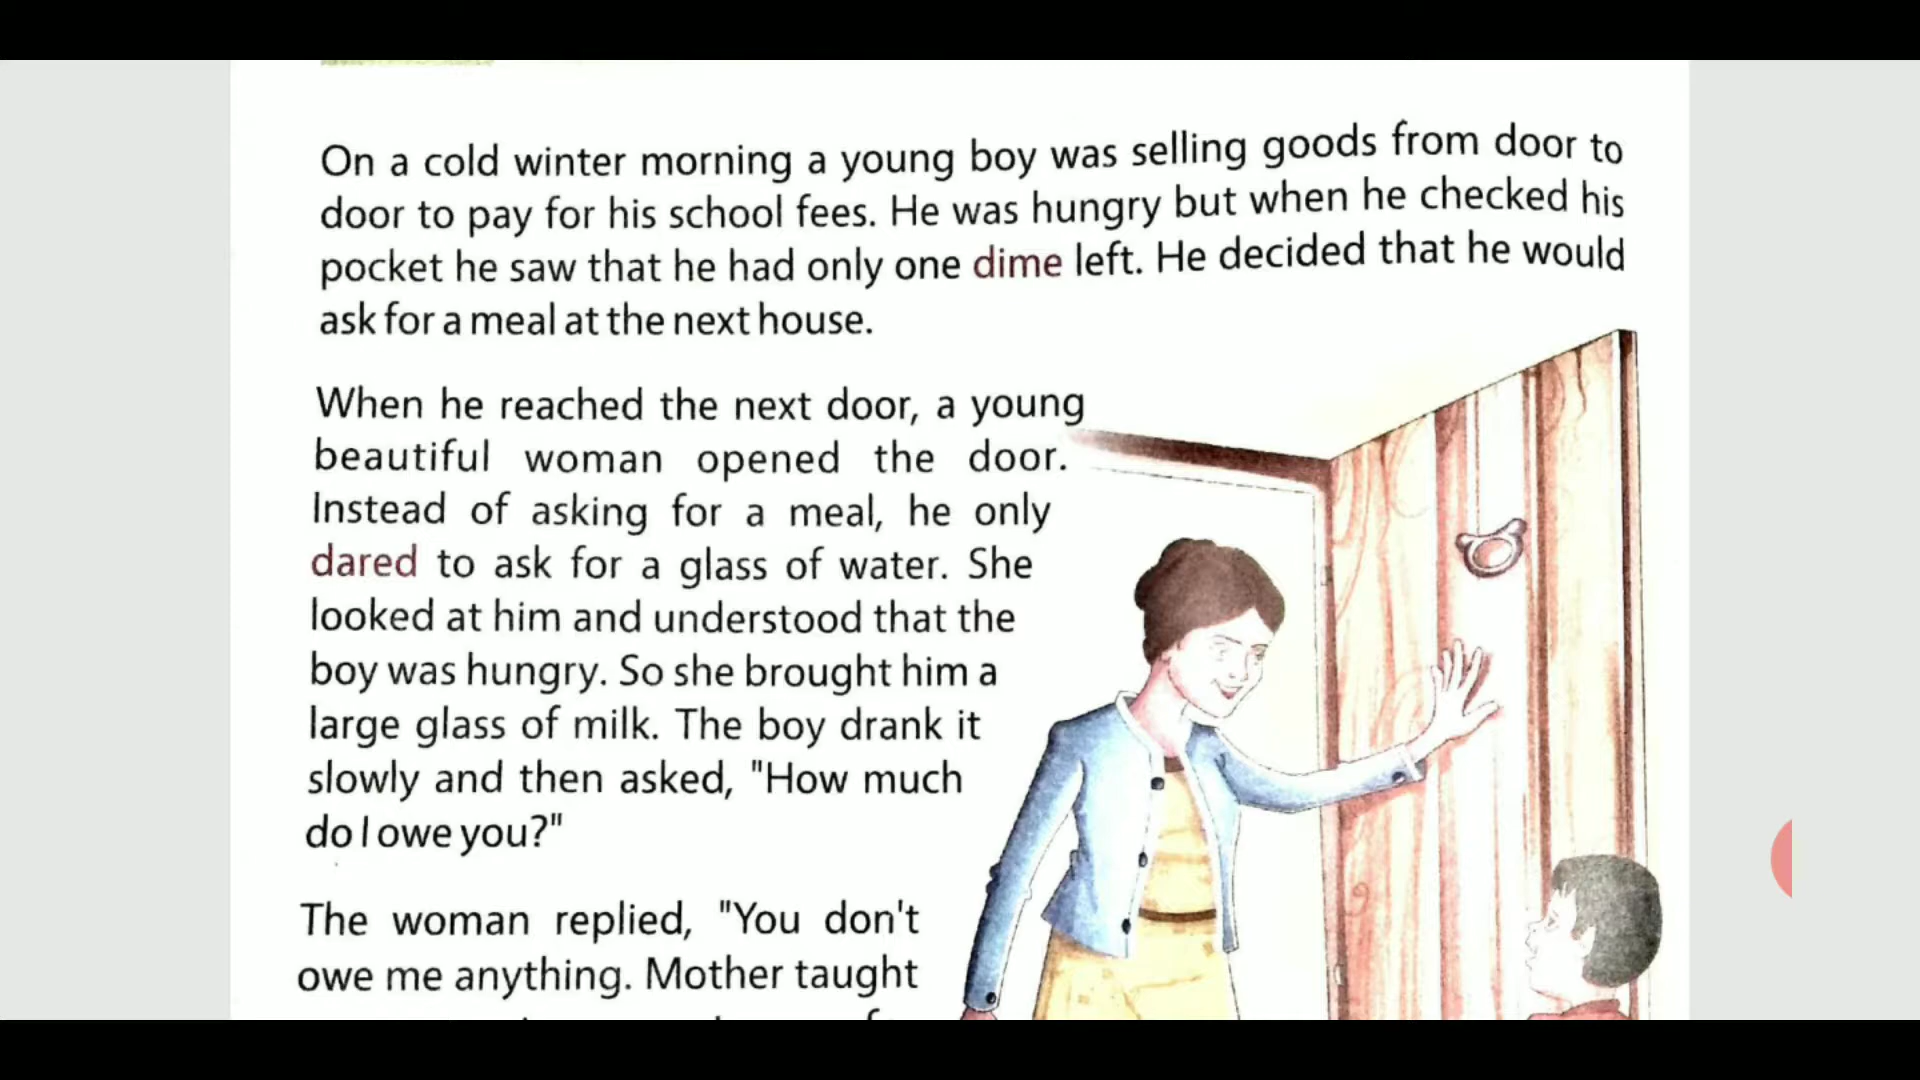 On a cold winter morning a young boy was selling goods from door to
door to pay for his school fees. He was hungry but when he checked his
pocket he saw that he had only one dime left. He decided that he would
ask for a meal at the next house.
When he reached the next door, a young
beautiful woman opened the door.
Instead of asking for a meal, he only
dared to ask for a glass of water. She
looked at him and understood that the
boy was hungry. So she brought him a
large glass of milk. The boy drank it
slowly and then asked, "How much
do I owe you?"
The woman replied, "You don't
owe me anything. Mother taught